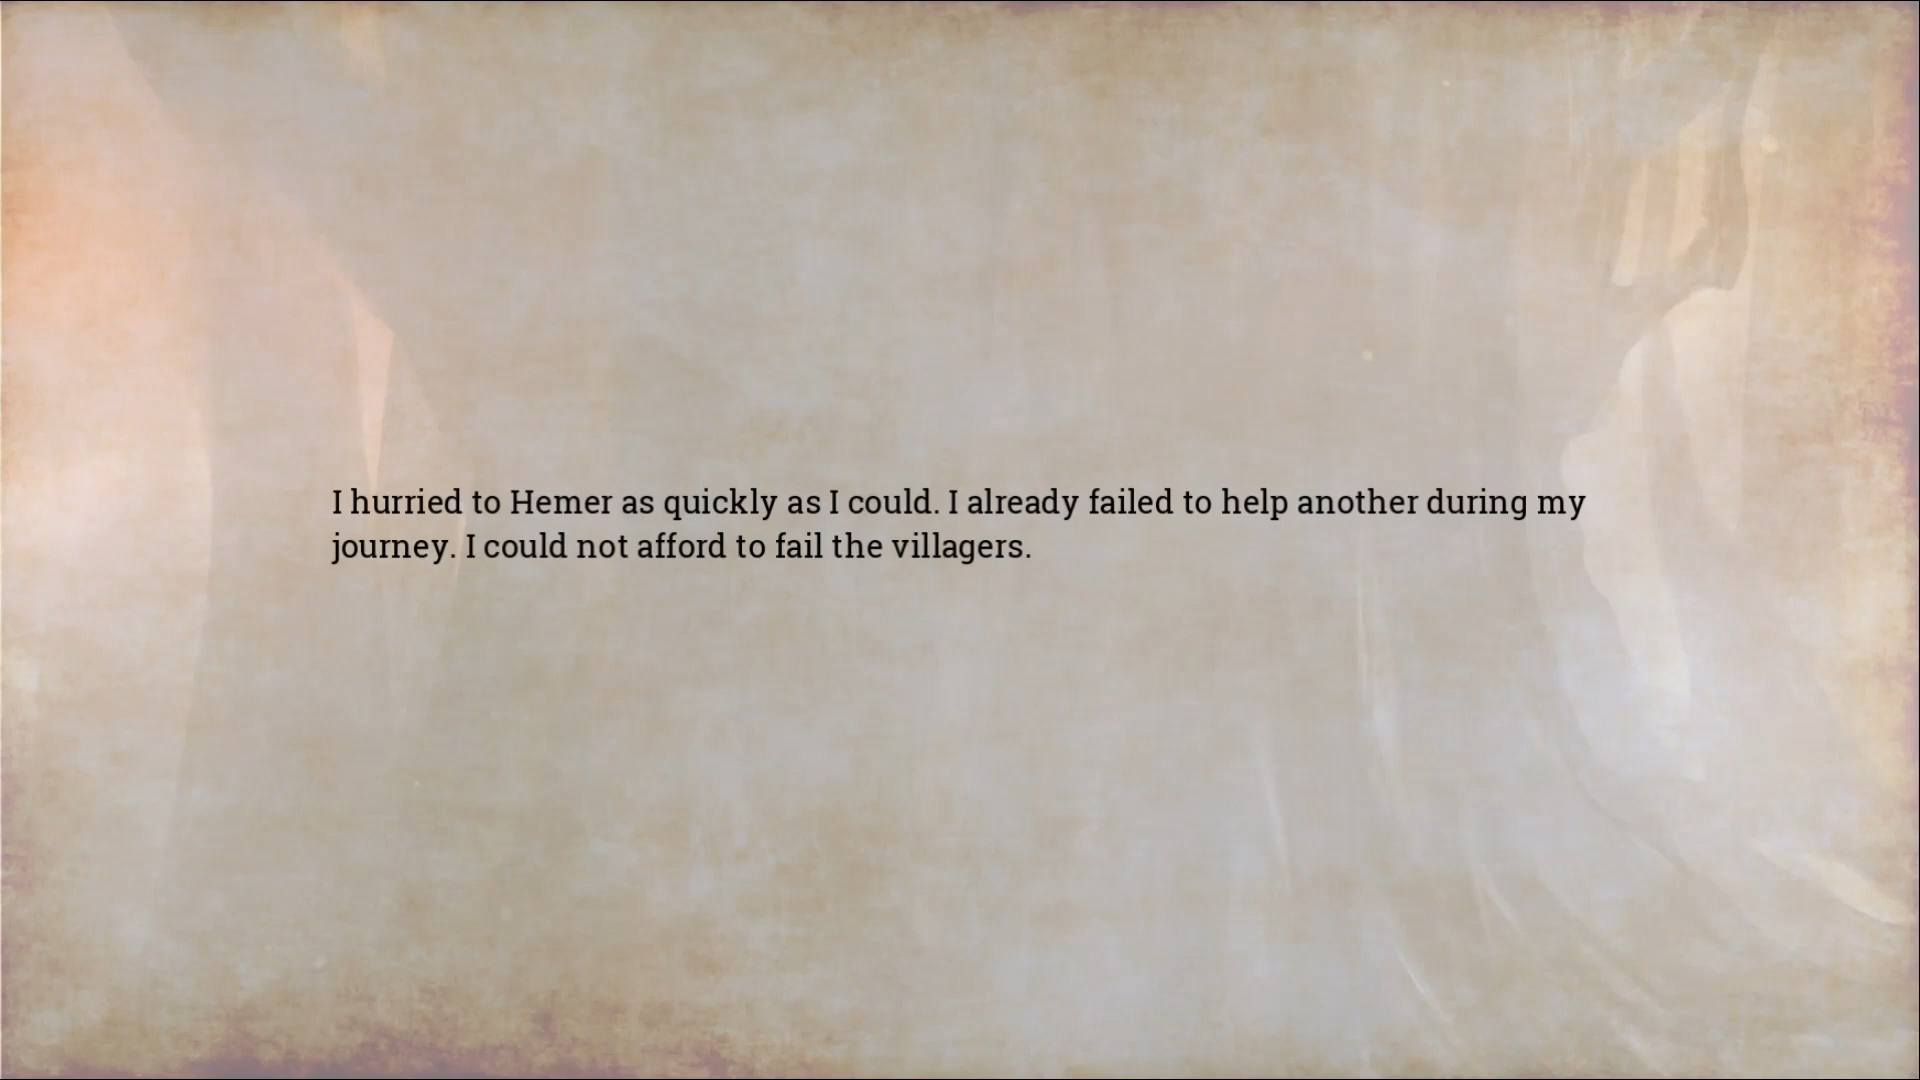 I hurried to Hemer as quickly as I could. I already failed to help another during my
journey. I could not afford to fail the villagers.